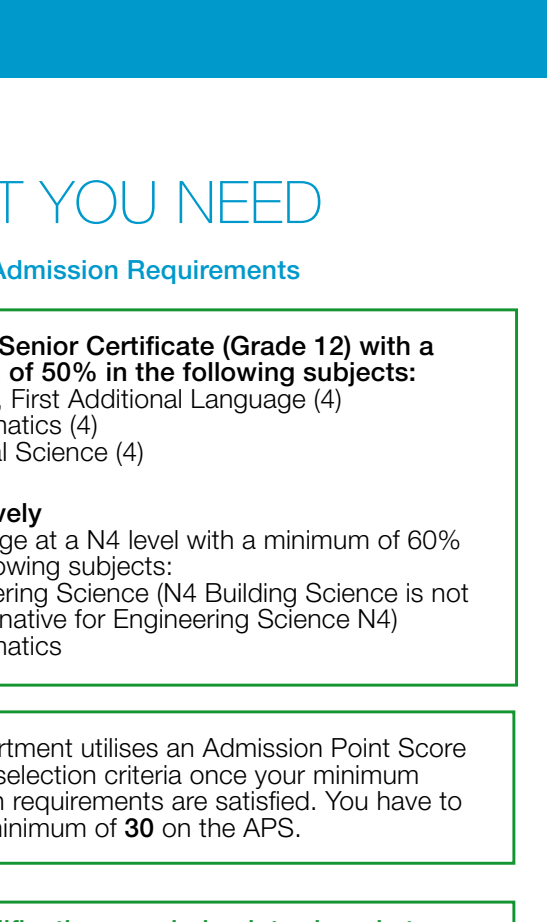 T YOU NEED
Admission Requirements
Senior Certificate (Grade 12) with a
of 50% in the following subjects:
, First Additional Language (4)
natics (4)
al Science (4)
vely
ge at a N4 level with a minimum of 60%
owing subjects:
ering Science (N4 Building Science is not
native for Engineering Science N4)
natics
rtment utilises an Admission Point Score
selection criteria once your minimum
n requirements are satisfied. You have to
minimum of 30 on the APS.